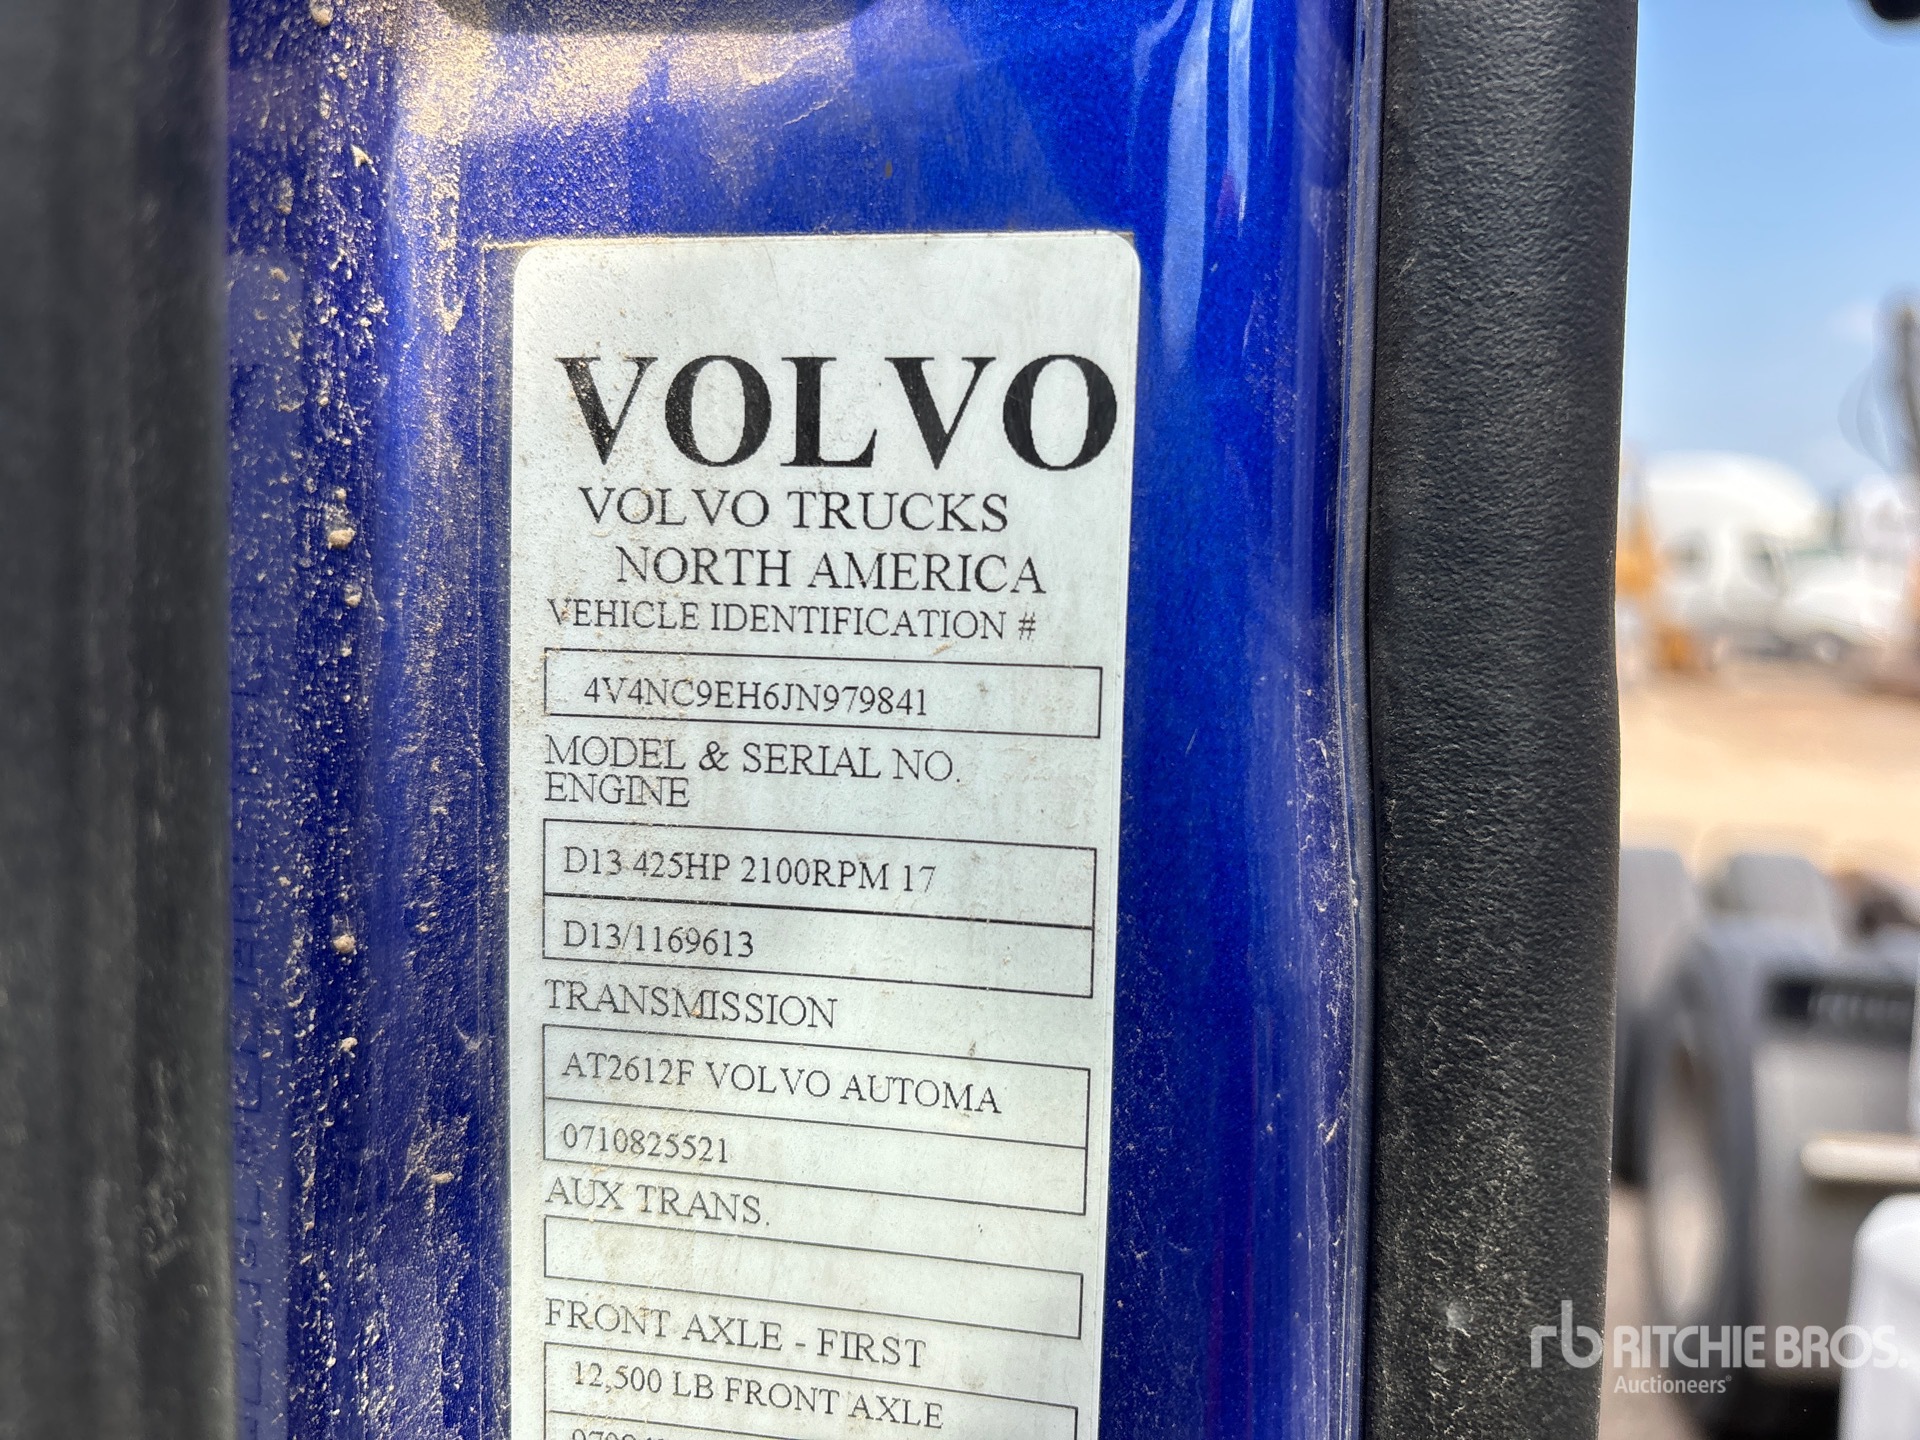 VOLVO
VOLVO TRUCKS
NORTH AMERICA
VEHICLE IDENTIFICATION #
4V4NC9EH6JN979841
MODEL & SERIAL NO.
ENGINE
D13 425HP 2100RPM 17
D13/1169613
TRANSMISSION
AT2612F VOLVO AUTOMA
0710825521
AUX TRANS.
FRONT AXLE - FIRST
12,500 LB FRONT AXLE
rb RITCHIE BROS.
Auctioneers